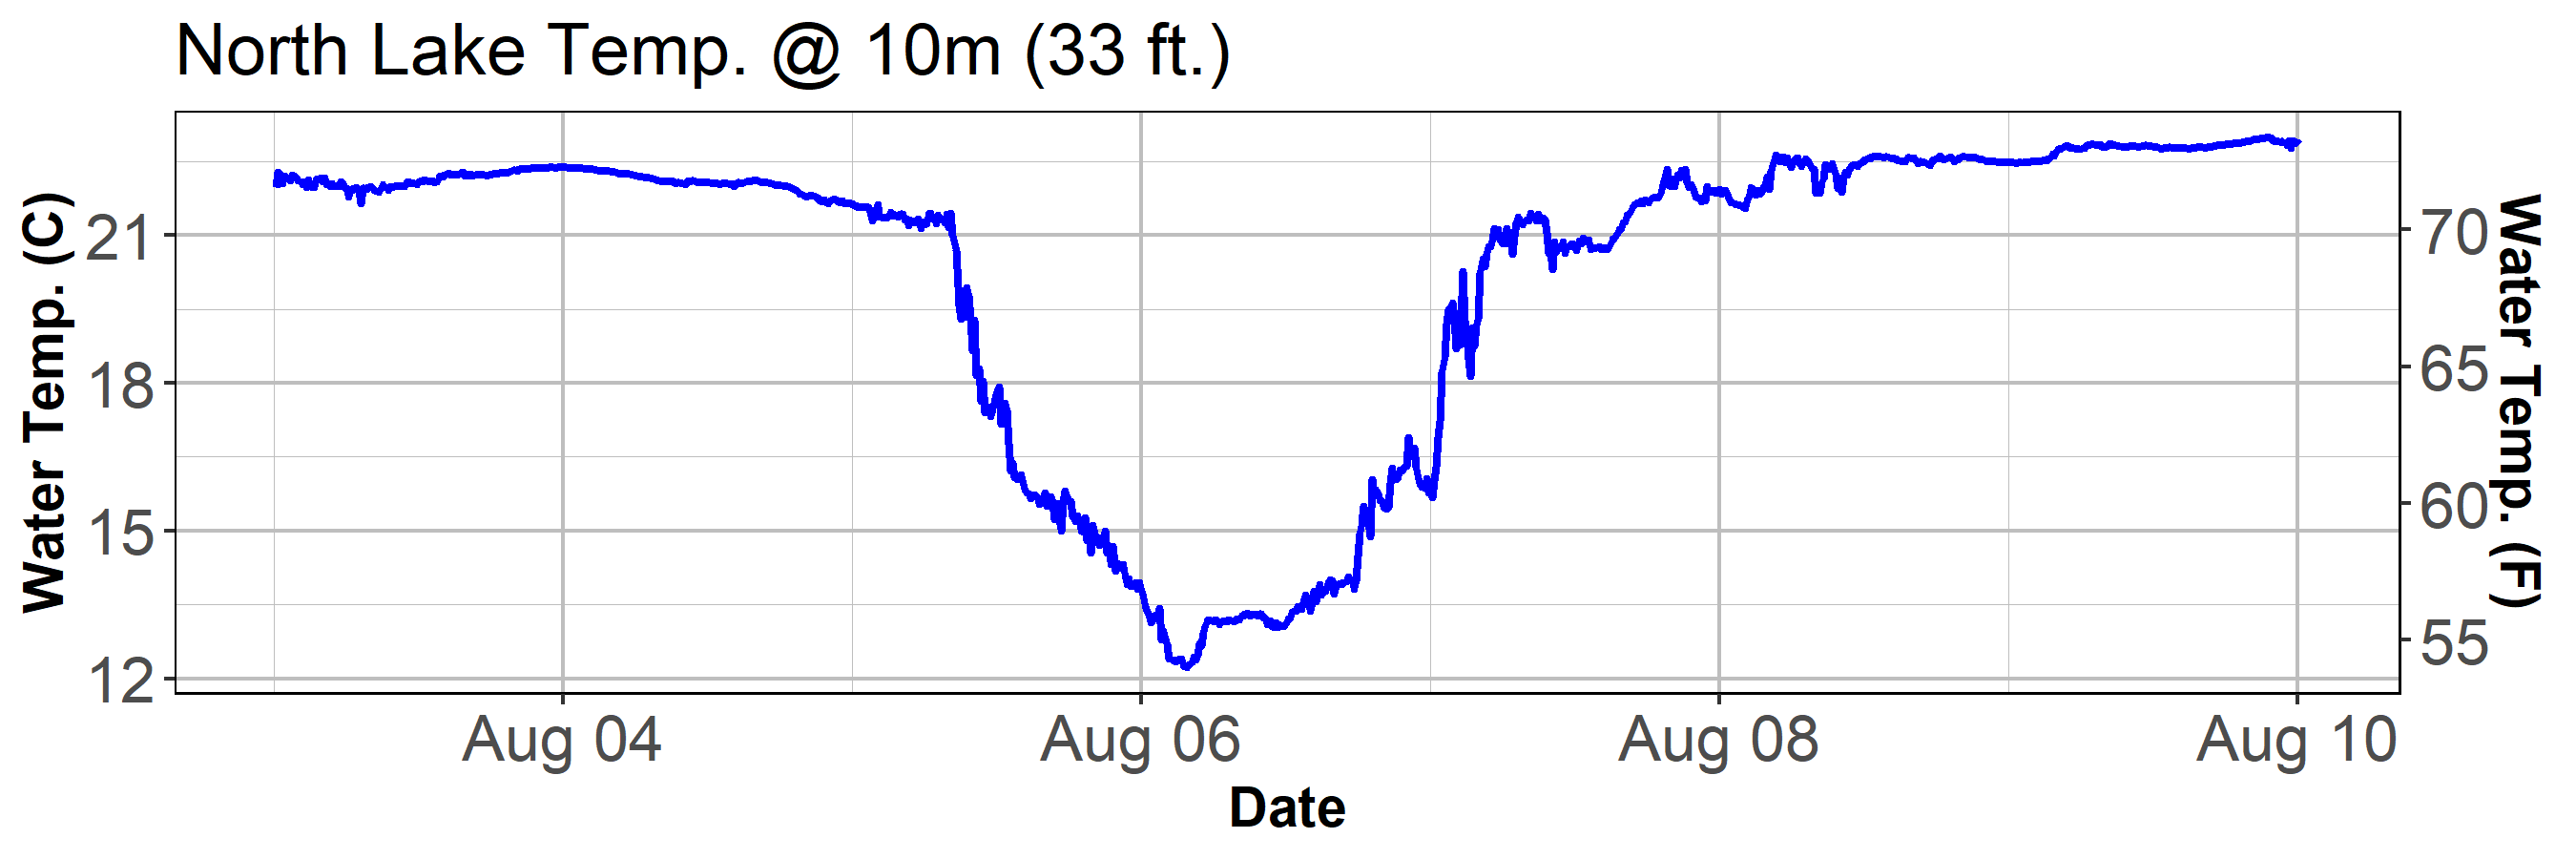 North Lake Temp. @ 10m (33 ft.)
Water Temp. (C)
21
18
15
12
70
65
60
55
Water Temp. (F)
Aug 04
Aug 06
Aug 08
Aug 10
Date